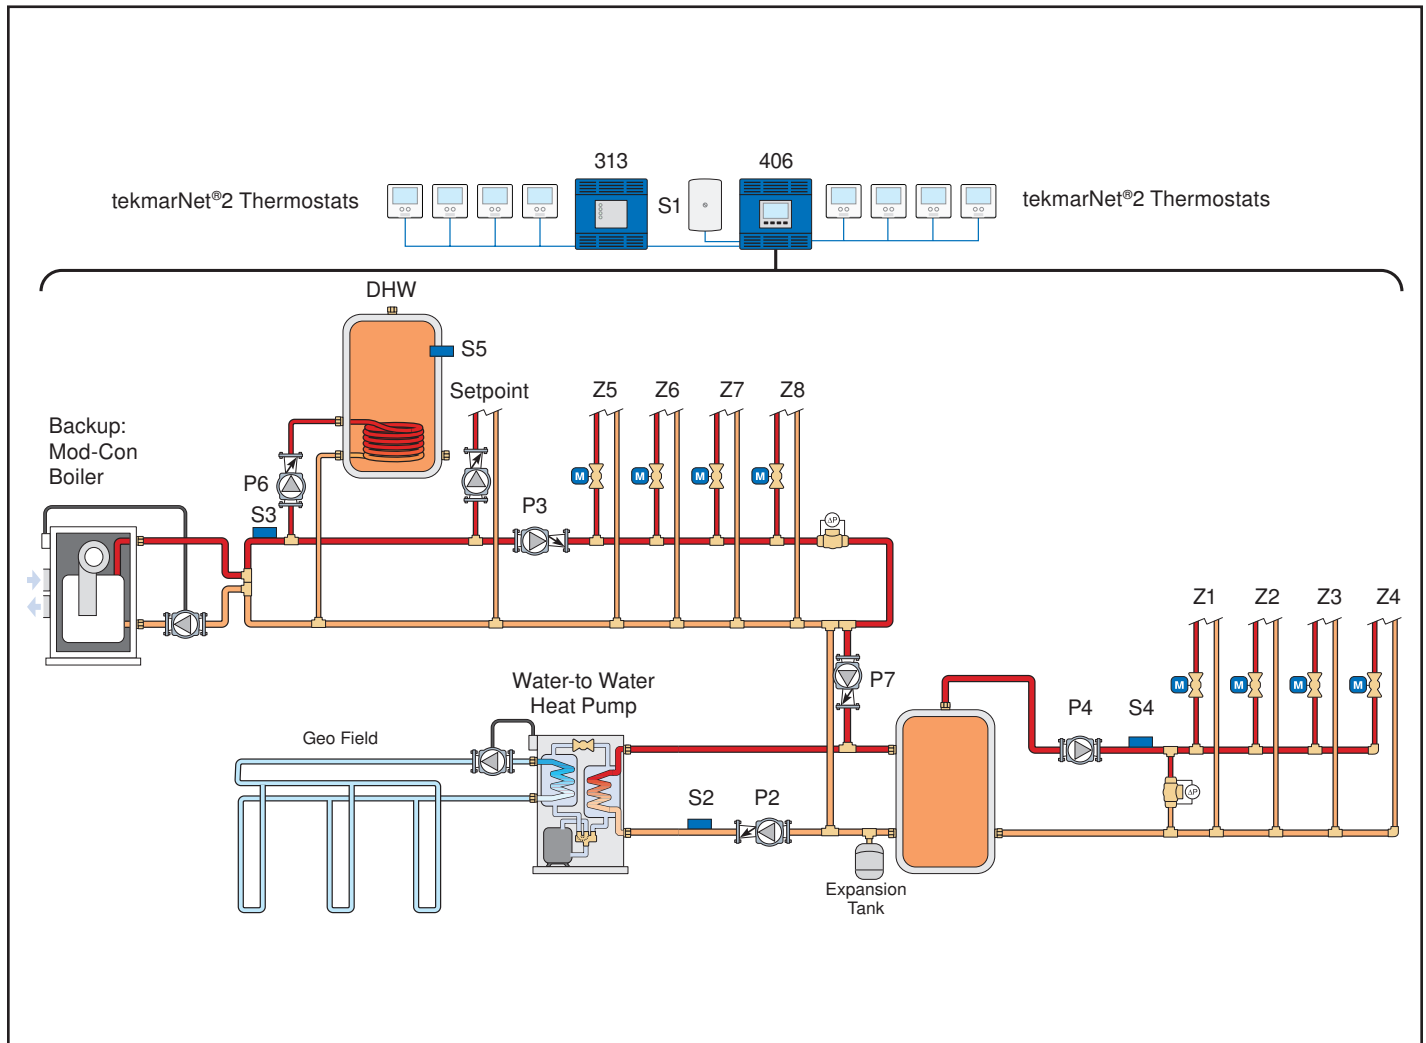 313
406
tekmarNet®2 Thermostats
S1
tekmarNet®2 Thermostats
DHW
S5
Setpoint
Z5
Z6
Z7
Z8
Backup:
Mod-Con
Boiler
M
M
M
M
P6
S3
P3
ΔP
Z1
Z2
Z3
Z4
Water-to Water
Heat Pump
P7
M
M
M
M
Geo Field
P4
S4
S2
P2
ΔP
Expansion
Tank